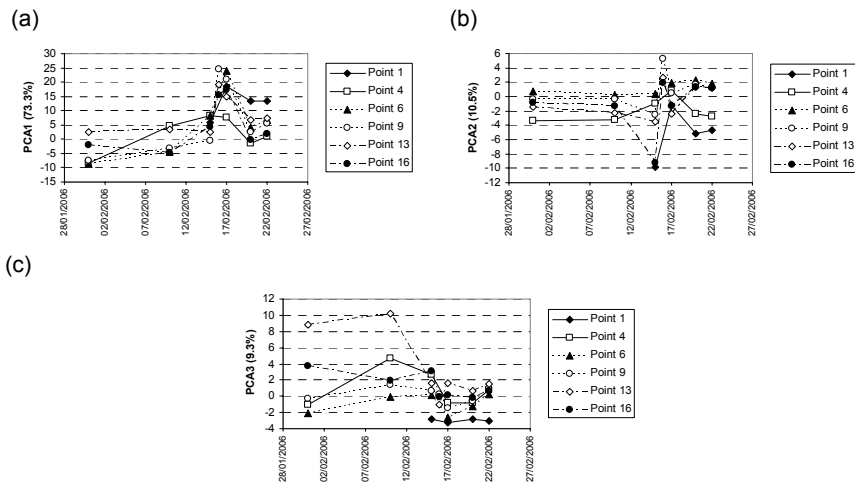 (a)
PCA1 (73.3%)
30
25
20
15
10
5
0
-5
-10
-15
28/01/2006
02/02/2006
07/02/2006
12/02/2006
17/02/2006
22/02/2006
27/02/2006
Point 1
Point 4
Point 6
Point 9
Point 13
Point 16
(b)
PCA2 (10.5%)
6
4
2
0
-2
-4
-6
-8
-10
-12
28/01/2006
02/02/2006
07/02/2006
12/02/2006
17/02/2006
22/02/2006
27/02/2006
Point 1
Point 4
Point 6
Point 9
Point 13
Point 16
(c)
PCA3 (9.3%)
12
10
8
6
4
2
0
-2
-4
28/01/2006
02/02/2006
07/02/2006
12/02/2006
17/02/2006
22/02/2006
27/02/2006
Point 1
Point 4
Point 6
Point 9
Point 13
Point 16